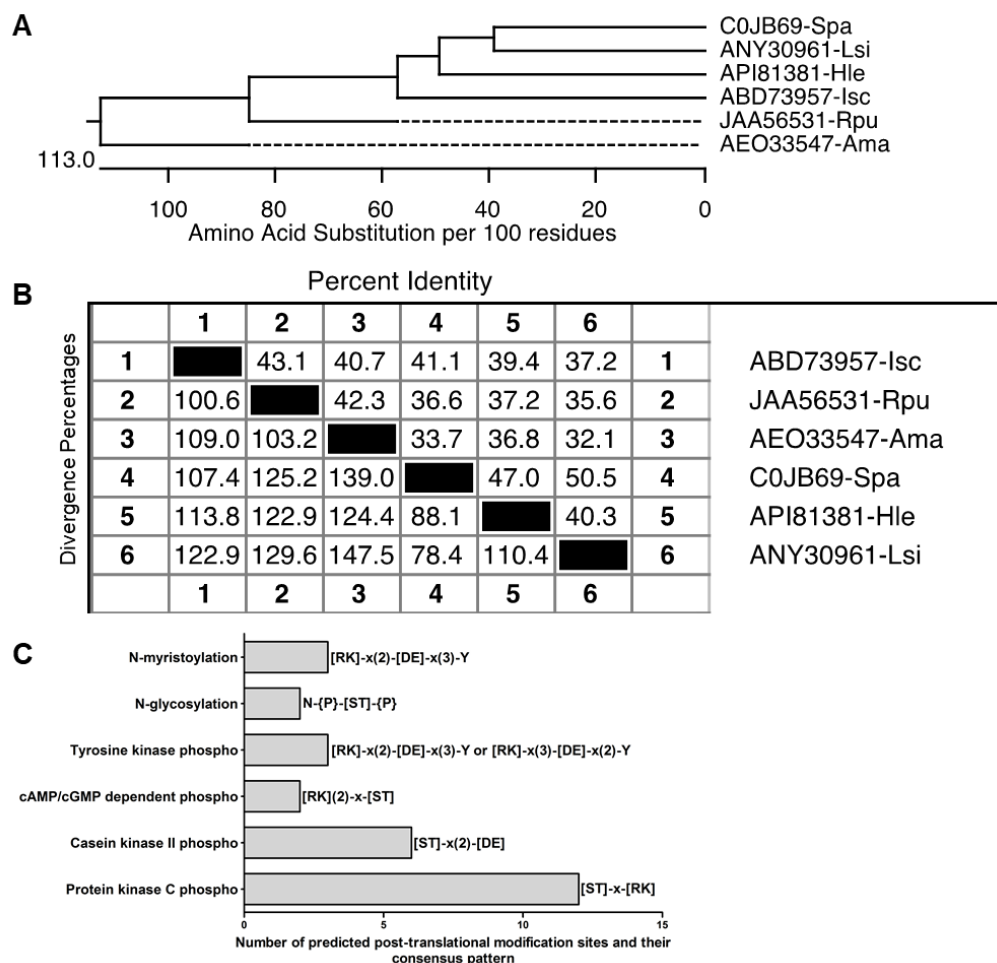 A
C0JB69-Spa
ANY30961-Lsi
API81381-Hle
ABD73957-Isc
JAA56531-Rpu
AEO33547-Ama
113.0
100 80 60 40 20 0
Amino Acid Substitution per 100 residues
B
Percent Identity
Divergence Percentages
1 2 3 4 5 6
1 43.1 40.7 41.1 39.4 37.2 1 ABD73957-Isc
2 100.6 42.3 36.6 37.2 35.6 2 JAA56531-Rpu
3 109.0 103.2 33.7 36.8 32.1 3 AEO33547-Ama
4 107.4 125.2 139.0 47.0 50.5 4 C0JB69-Spa
5 113.8 122.9 124.4 88.1 40.3 5 API81381-Hle
6 122.9 129.6 147.5 78.4 110.4 6 ANY30961-Lsi
1 2 3 4 5 6
C
N-myristoylation [RK]-x(2)-[DE]-x(3)-Y
N-glycosylation N-{P}-[ST]-{P}
Tyrosine kinase phospho [RK]-x(2)-[DE]-x(3)-Y or [RK]-x(3)-[DE]-x(2)-Y
cAMP/cGMP dependent phospho [RK](2)-x-[ST]
Casein kinase II phospho [ST]-x(2)-[DE]
Protein kinase C phospho [ST]-x-[RK]
0 5 10 15
Number of predicted post-translational modification sites and their
consensus pattern